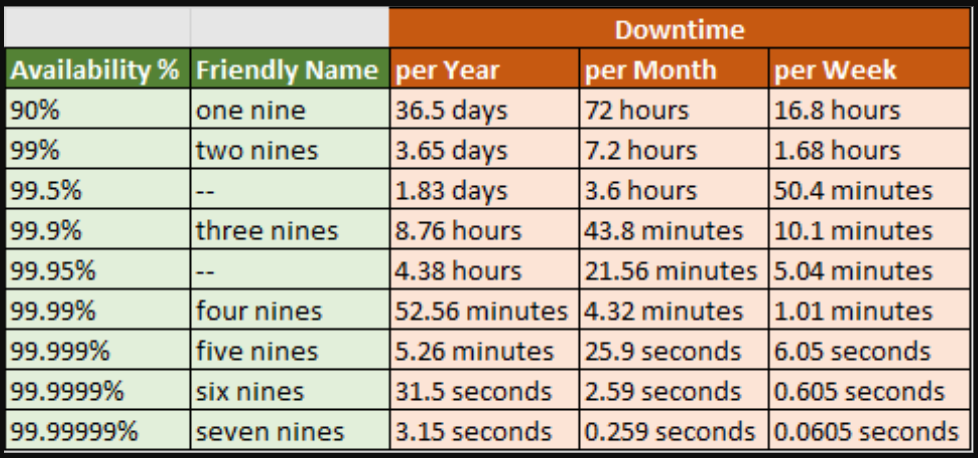 Downtime
Availability % Friendly Name per Year per Month per Week
90% one nine 36.5 days 72 hours 16.8 hours
99% two nines 3.65 days 7.2 hours 1.68 hours
99.5% -- 1.83 days 3.6 hours 50.4 minutes
99.9% three nines 8.76 hours 43.8 minutes 10.1 minutes
99.95% -- 4.38 hours 21.56 minutes 5.04 minutes
99.99% four nines 52.56 minutes 4.32 minutes 1.01 minutes
99.999% five nines 5.26 minutes 25.9 seconds 6.05 seconds
99.9999% six nines 31.5 seconds 2.59 seconds 0.605 seconds
99.99999% seven nines 3.15 seconds 0.259 seconds 0.0605 seconds